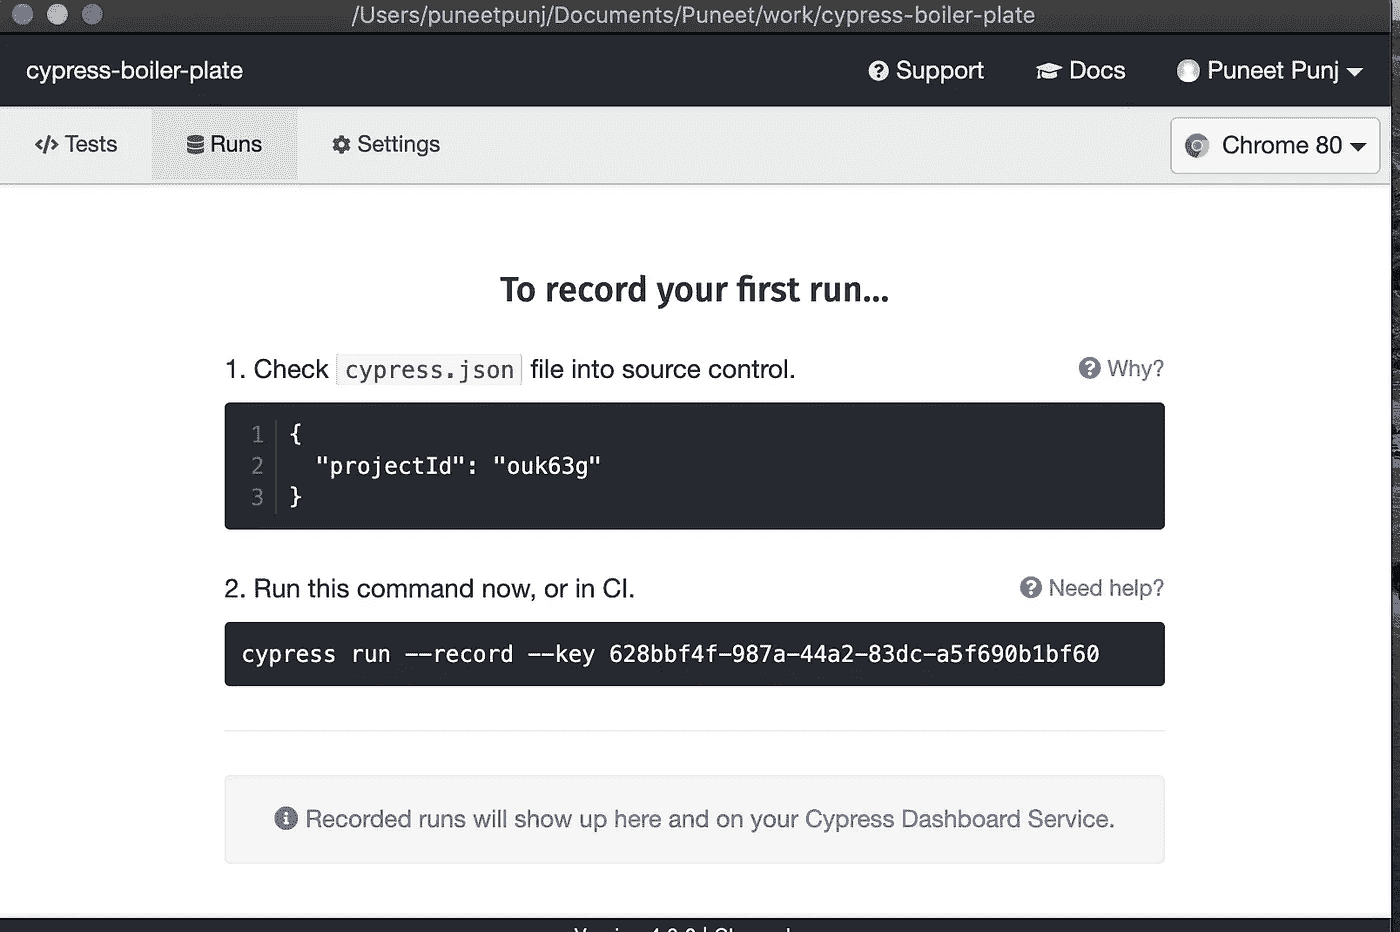 /Users/puneetpunj/Documents/Puneet/work/cypress-boiler-plate
cypress-boiler-plate Support Docs Puneet Punj
</> Tests Runs Settings Chrome 80
To record your first run...
1. Check cypress.json file into source control. Why?
1 {
2 "projectId": "ouk63g"
3 }
2. Run this command now, or in CI. Need help?
cypress run --record --key 628bbf4f-987a-44a2-83dc-a5f690b1bf60
Recorded runs will show up here and on your Cypress Dashboard Service.